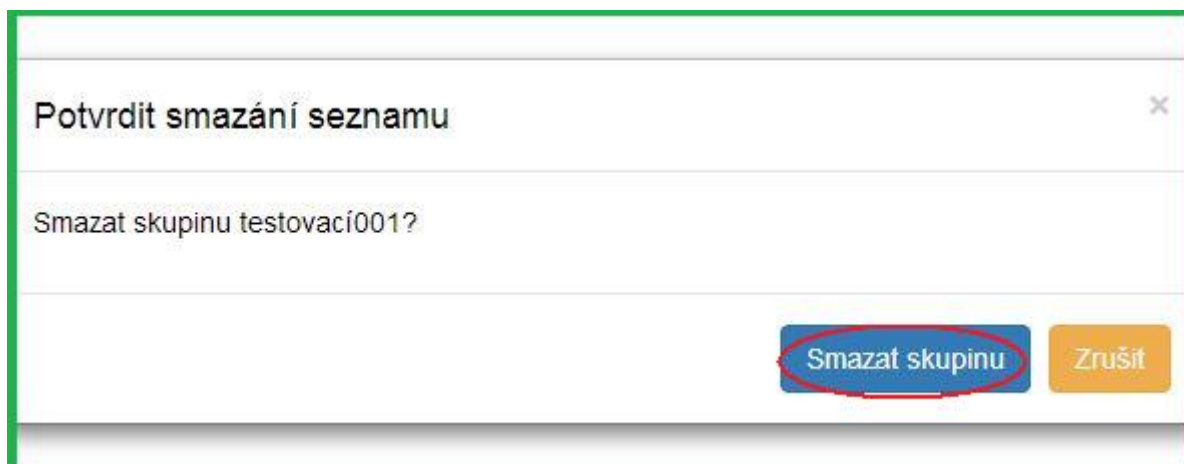 Potvrdit smazání seznamu
×
Smazat skupinu testovací001?
Smazat skupinu
Zrušit